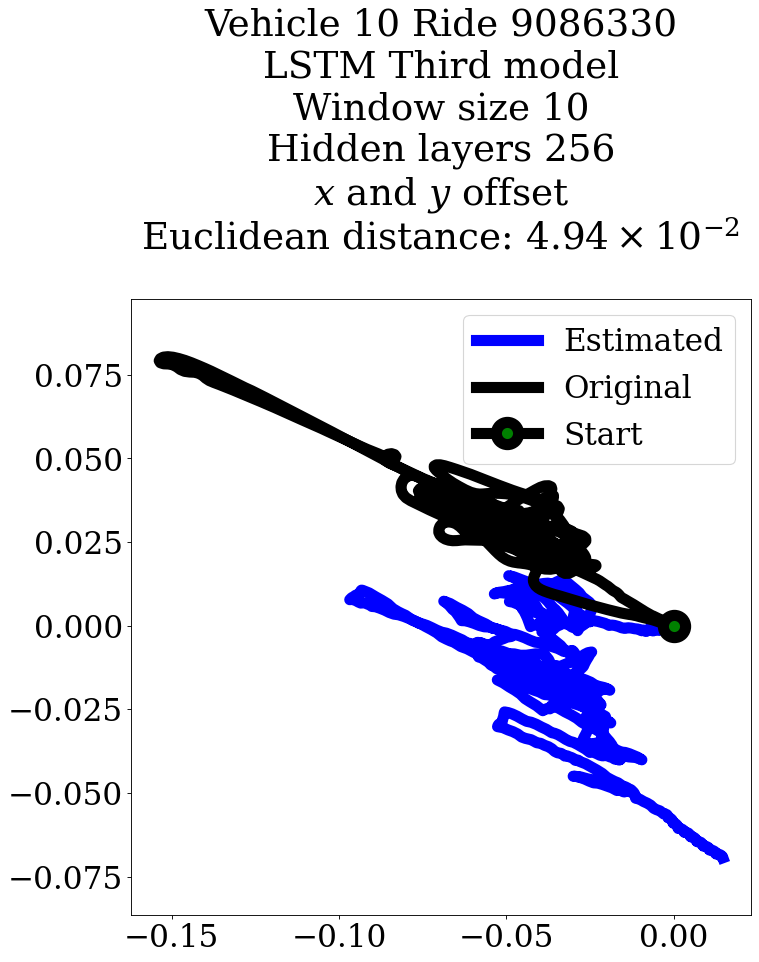 Vehicle 10 Ride 9086330
LSTM Third model
Window size 10
Hidden layers 256
x and y offset
Euclidean distance: 4.94 × 10⁻²
Estimated
Original
Start
0.075
0.050
0.025
0.000
−0.025
−0.050
−0.075
−0.15 −0.10 −0.05 0.00